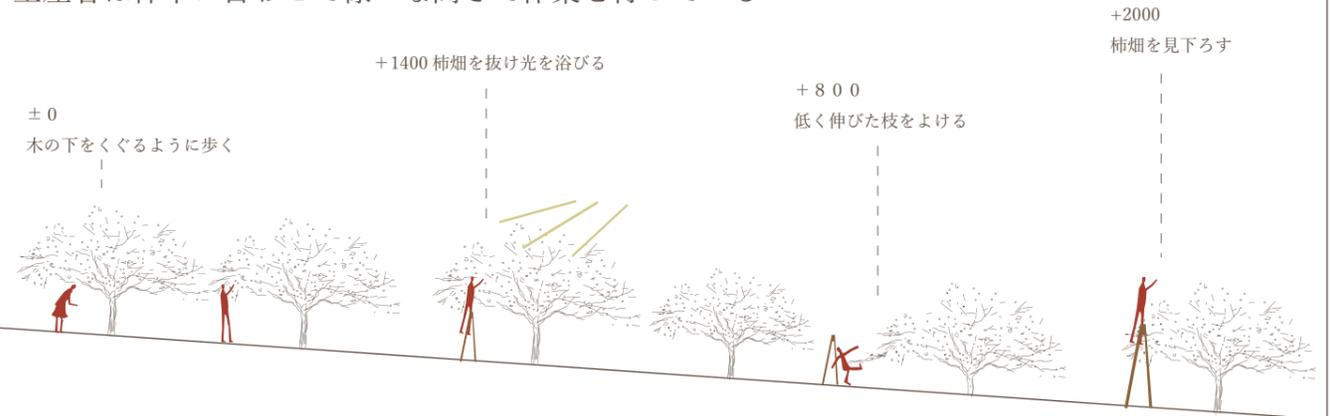 ±0
木の下をくぐるように歩く
+1400 柿畑を抜け光を浴びる
+８００
低く伸びた枝をよける
+2000
柿畑を見下ろす